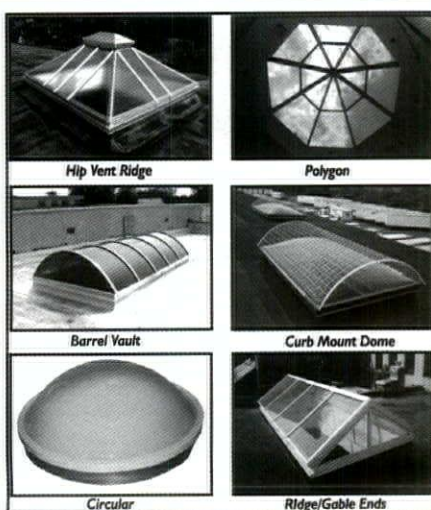 Hip Vent Ridge
Polygon
Barrel Vault
Curb Mount Dome
Circular
Ridge/Gable Ends